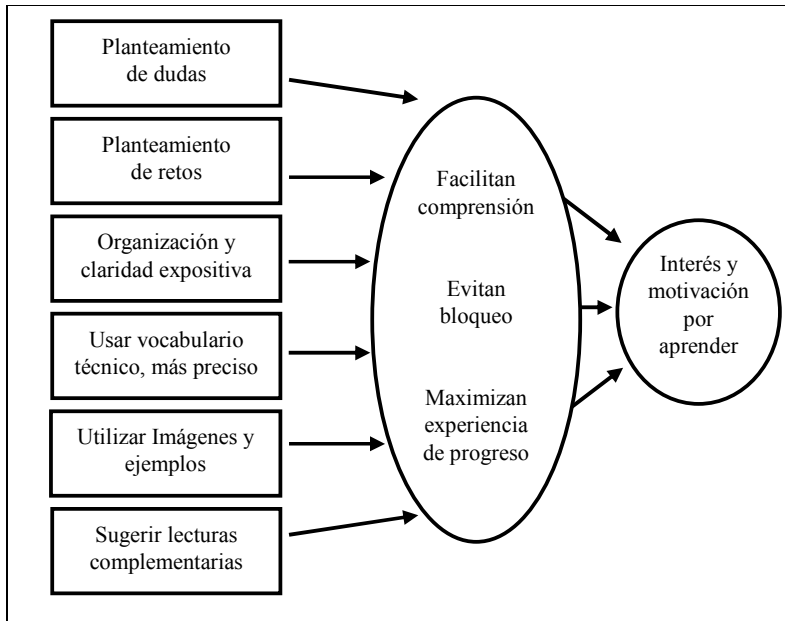 Planteamiento
de dudas
Planteamiento
de retos
Organización y
claridad expositiva
Usar vocabulario
técnico, más preciso
Utilizar Imágenes y
ejemplos
Sugerir lecturas
complementarias
Facilitan
comprensión
Evitan
bloqueo
Maximizan
experiencia
de progreso
Interés y
motivación
por
aprender